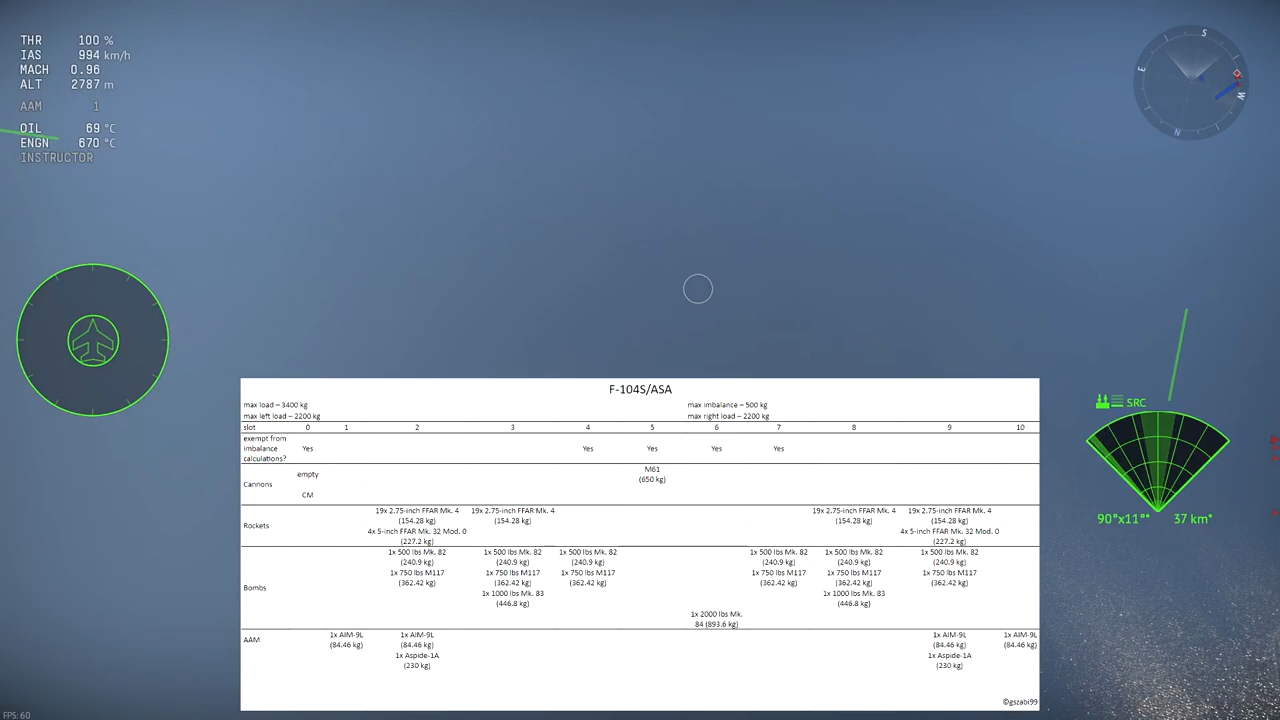 THR 100 %
IAS 994 km/h
MACH 0.96
ALT 2787 m
AAM 1
OIL 69 °C
ENGN 670 °C
INSTRUCTOR
S
E
W
N
SRC
90°x11°* 37 km*
F-104S/ASA
max load – 3400 kg max imbalance – 500 kg
max left load – 2200 kg max right load – 2200 kg
slot 0 1 2 3 4 5 6 7 8 9 10
exempt from
imbalance Yes Yes Yes Yes Yes
calculations?
M61
empty (650 kg)
Cannons
CM
19x 2.75-inch FFAR Mk. 4 19x 2.75-inch FFAR Mk. 4 19x 2.75-inch FFAR Mk. 4 19x 2.75-inch FFAR Mk. 4
(154.28 kg) (154.28 kg) (154.28 kg) (154.28 kg)
Rockets
4x 5-inch FFAR Mk. 32 Mod. 0 4x 5-inch FFAR Mk. 32 Mod. 0
(227.2 kg) (227.2 kg)
1x 500 lbs Mk. 82 1x 500 lbs Mk. 82 1x 500 lbs Mk. 82 1x 500 lbs Mk. 82 1x 500 lbs Mk. 82 1x 500 lbs Mk. 82
(240.9 kg) (240.9 kg) (240.9 kg) (240.9 kg) (240.9 kg) (240.9 kg)
1x 750 lbs M117 1x 750 lbs M117 1x 750 lbs M117 1x 750 lbs M117 1x 750 lbs M117 1x 750 lbs M117
(362.42 kg) (362.42 kg) (362.42 kg) (362.42 kg) (362.42 kg) (362.42 kg)
Bombs
1x 1000 lbs Mk. 83 1x 1000 lbs Mk. 83
(446.8 kg) (446.8 kg)
1x 2000 lbs Mk.
84 (893.6 kg)
AAM
1x AIM-9L 1x AIM-9L 1x AIM-9L 1x AIM-9L
(84.46 kg) (84.46 kg) (84.46 kg) (84.46 kg)
1x Aspide-1A 1x Aspide-1A
(230 kg) (230 kg)
©gszabi99
FPS: 60